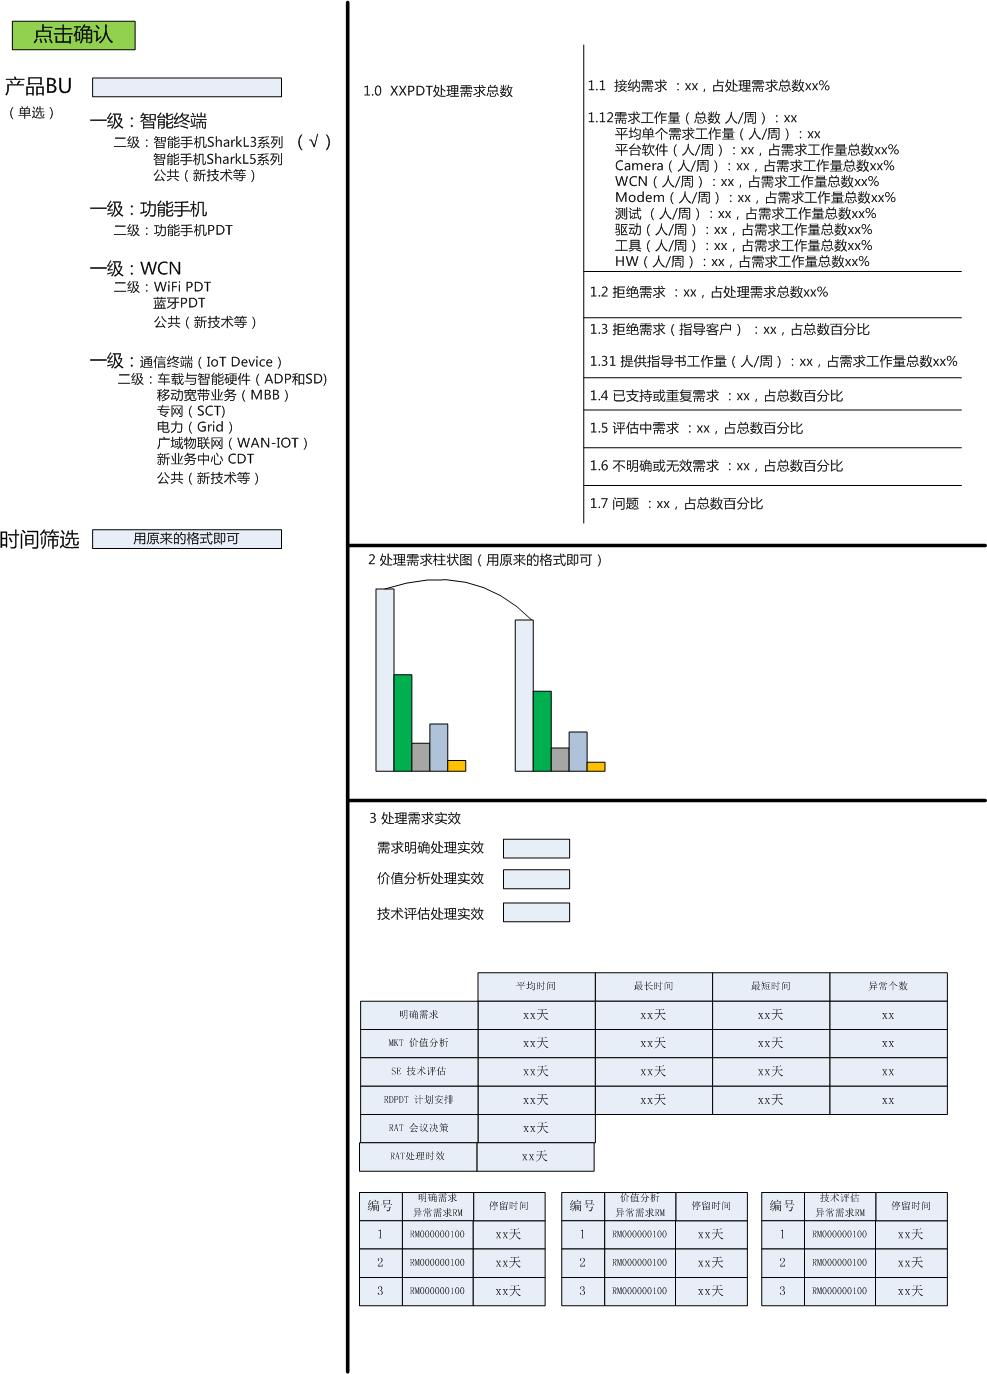 点击确认
产品BU
（单选）
一级：智能终端
二级：智能手机SharkL3系列 （ √ ）
智能手机SharkL5系列
公共（新技术等）
一级：功能手机
二级：功能手机PDT
一级：WCN
二级：WiFi PDT
蓝牙PDT
公共（新技术等）
一级：通信终端（IoT Device）
二级：车载与智能硬件（ADP和SD)
移动宽带业务（MBB）
专网（SCT)
电力（Grid）
广域物联网（WAN-IOT）
新业务中心 CDT
公共（新技术等）
时间筛选 用原来的格式即可
1.0 XXPDT处理需求总数
1.1 接纳需求 ：xx，占处理需求总数xx%
1.12需求工作量（总数 人/周）：xx
平均单个需求工作量（人/周）：xx
平台软件（人/周）：xx，占需求工作量总数xx%
Camera（人/周）：xx，占需求工作量总数xx%
WCN（人/周）：xx，占需求工作量总数xx%
Modem（人/周）：xx，占需求工作量总数xx%
测试 （人/周）：xx，占需求工作量总数xx%
驱动（人/周）：xx，占需求工作量总数xx%
工具（人/周）：xx，占需求工作量总数xx%
HW（人/周）：xx，占需求工作量总数xx%
1.2 拒绝需求 ：xx，占处理需求总数xx%
1.3 拒绝需求（指导客户） ：xx，占总数百分比
1.31 提供指导书工作量（人/周）：xx，占需求工作量总数xx%
1.4 已支持或重复需求 ：xx，占总数百分比
1.5 评估中需求 ：xx，占总数百分比
1.6 不明确或无效需求 ：xx，占总数百分比
1.7 问题 ：xx，占总数百分比
2 处理需求柱状图（用原来的格式即可）
3 处理需求实效
需求明确处理实效
价值分析处理实效
技术评估处理实效
平均时间 最长时间 最短时间 异常个数
明确需求 xx天 xx天 xx天 xx
MKT 价值分析 xx天 xx天 xx天 xx
SE 技术评估 xx天 xx天 xx天 xx
RDPDT 计划安排 xx天 xx天 xx天 xx
RAT 会议决策 xx天
RAT处理时效 xx天
编号 明确需求 异常需求RM 停留时间
1 RM000000100 xx天
2 RM000000100 xx天
3 RM000000100 xx天
编号 价值分析 异常需求RM 停留时间
1 RM000000100 xx天
2 RM000000100 xx天
3 RM000000100 xx天
编号 技术评估 异常需求RM 停留时间
1 RM000000100 xx天
2 RM000000100 xx天
3 RM000000100 xx天